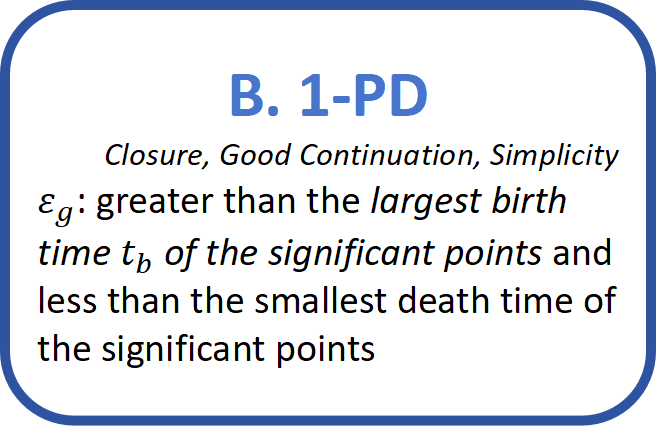 B. 1-PD
Closure, Good Continuation, Simplicity
𝜀𝑔: greater than the largest birth
time 𝑡𝑏 of the significant points and
less than the smallest death time of
the significant points